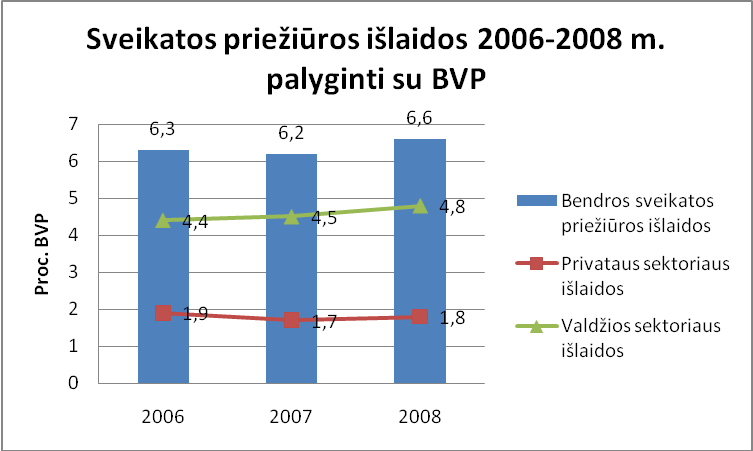 Sveikatos priežiūros išlaidos 2006-2008 m.
palyginti su BVP
Proc. BVP
7
6
5
4
3
2
1
0
6,3
6,2
6,6
4,4
4,5
4,8
1,9
1,7
1,8
2006
2007
2008
Bendros sveikatos
priežiūros išlaidos
Privataus sektoriaus
išlaidos
Valdžios sektoriaus
išlaidos